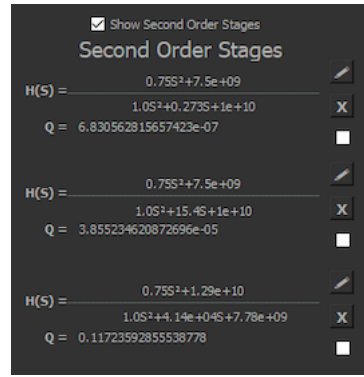 Show Second Order Stages
Second Order Stages
H(S) = 0.75S²+7.5e+09
1.0S²+0.273S+1e+10
X
Q = 6.830562815657423e-07
H(S) = 0.75S²+7.5e+09
1.0S²+15.4S+1e+10
X
Q = 3.855234620872696e-05
H(S) = 0.75S²+1.29e+10
1.0S²+4.14e+04S+7.78e+09
X
Q = 0.11723592855538778